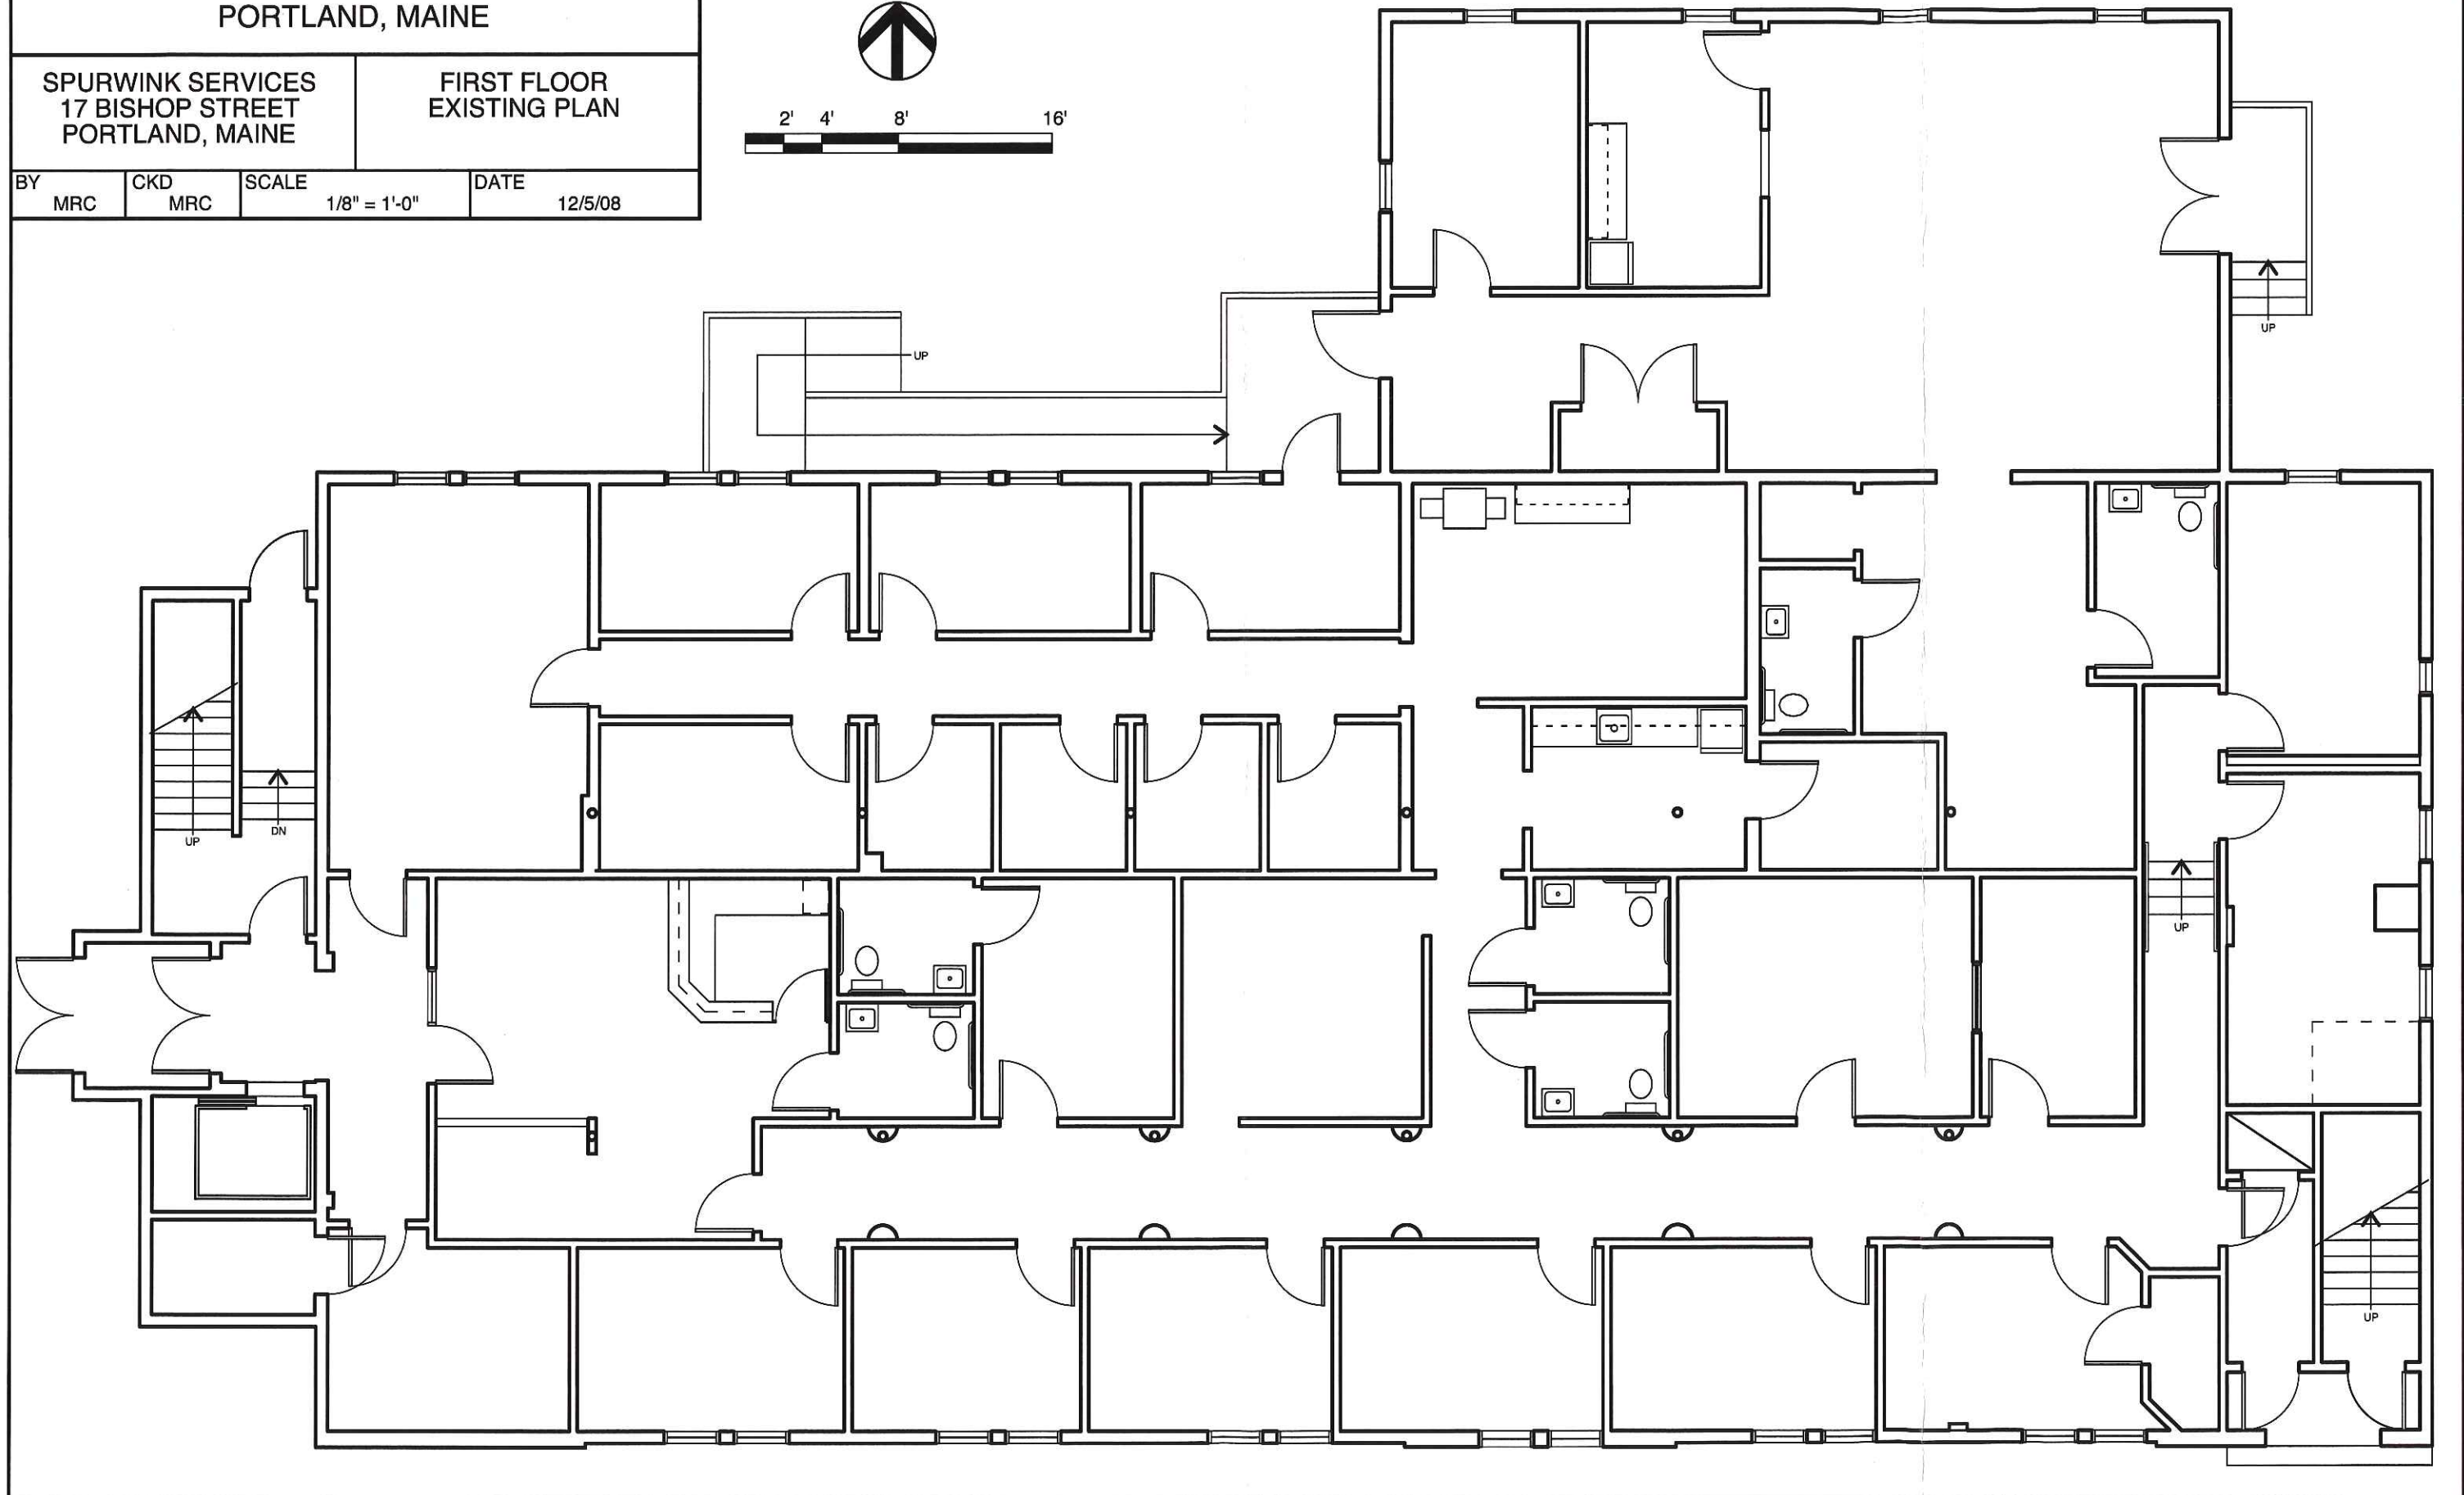 PORTLAND, MAINE
SPURWINK SERVICES
17 BISHOP STREET
PORTLAND, MAINE
FIRST FLOOR
EXISTING PLAN
BY
MRC
CKD
MRC
SCALE
1/8" = 1'-0"
DATE
12/5/08
2' 4' 8' 16'
UP
UP
UP
DN
UP
UP